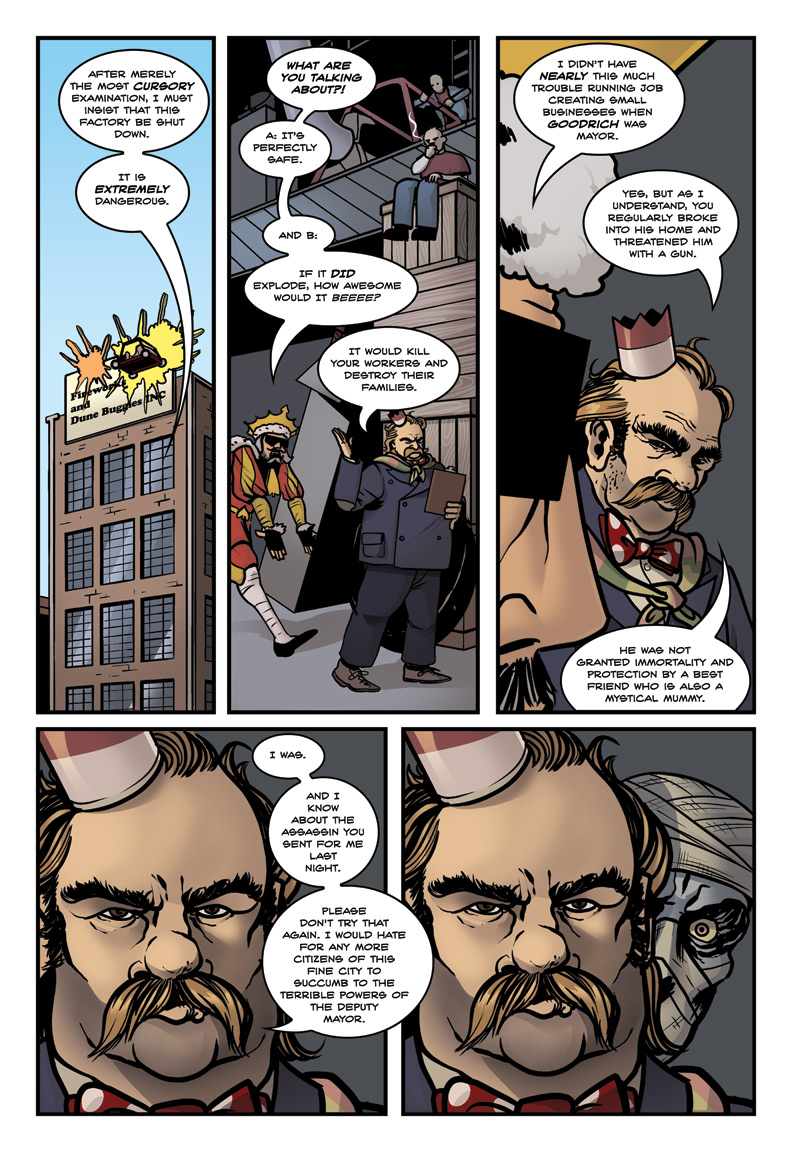 AFTER MERELY
THE MOST CURSORY
EXAMINATION, I MUST
INSIST THAT THIS
FACTORY BE SHUT
DOWN.
IT IS
EXTREMELY
DANGEROUS.
Fireworks
and
Dune Buggies INC
WHAT ARE
YOU TALKING
ABOUT?!
A: IT'S
PERFECTLY
SAFE.
AND B:
IF IT DID
EXPLODE, HOW AWESOME
WOULD IT BEEEE?
IT WOULD KILL
YOUR WORKERS AND
DESTROY THEIR
FAMILIES.
I DIDN'T HAVE
NEARLY THIS MUCH
TROUBLE RUNNING JOB
CREATING SMALL
BUSINESSES WHEN
GOODRICH WAS
MAYOR.
YES, BUT AS I
UNDERSTAND, YOU
REGULARLY BROKE
INTO HIS HOME AND
THREATENED HIM
WITH A GUN.
HE WAS NOT
GRANTED IMMORTALITY AND
PROTECTION BY A BEST
FRIEND WHO IS ALSO A
MYSTICAL MUMMY.
I WAS.
AND I
KNOW
ABOUT THE
ASSASSIN YOU
SENT FOR ME
LAST
NIGHT.
PLEASE
DON'T TRY THAT
AGAIN. I WOULD HATE
FOR ANY MORE
CITIZENS OF THIS
FINE CITY TO
SUCCUMB TO THE
TERRIBLE POWERS OF
THE DEPUTY
MAYOR.